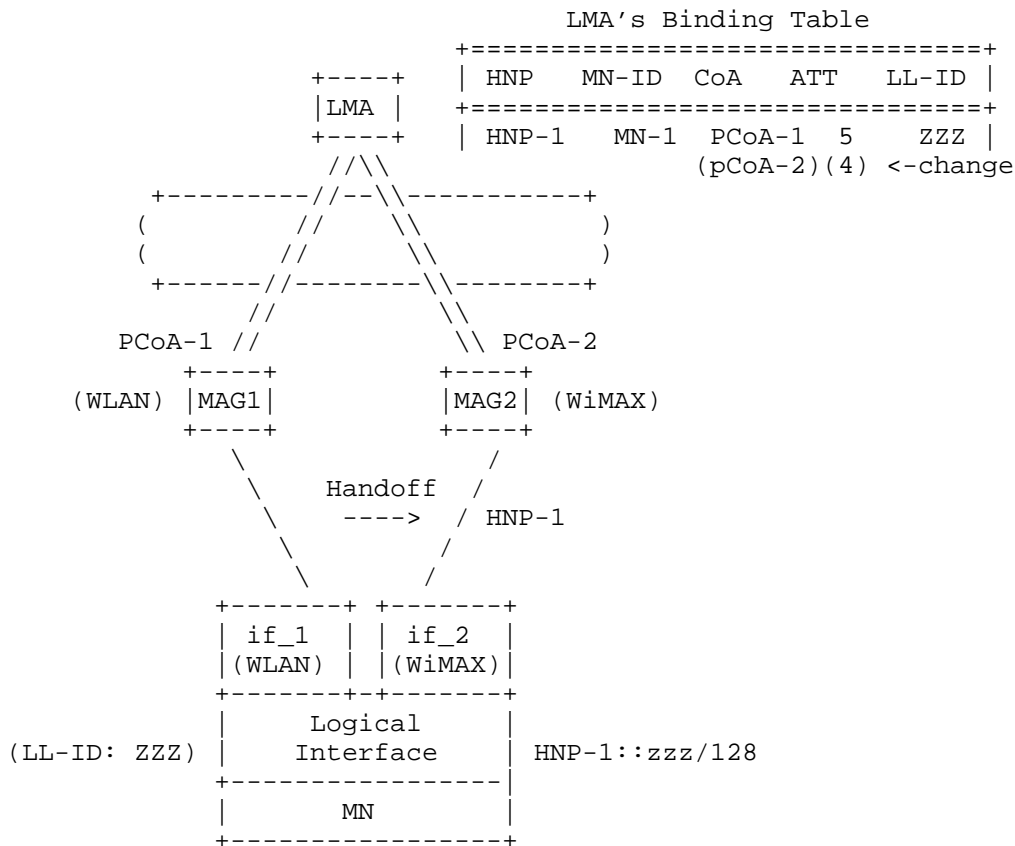 LMA's Binding Table
HNP MN-ID CoA ATT LL-ID
LMA
HNP-1 MN-1 PCoA-1 5 ZZZ
(pCoA-2)(4) <-change
PCoA-1 PCoA-2
(WLAN) MAG1 MAG2 (WiMAX)
Handoff
----> HNP-1
if_1 if_2
(WLAN) (WiMAX)
Logical
(LL-ID: ZZZ) Interface HNP-1::zzz/128
MN